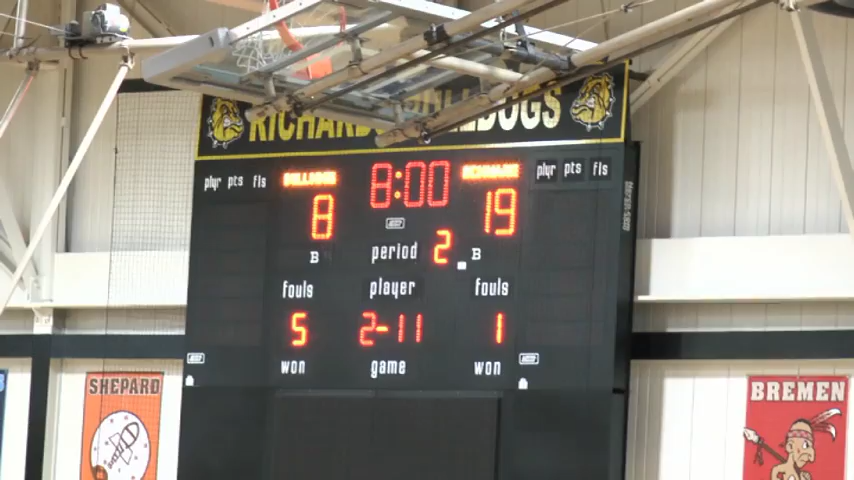 RICHARDS BULLDOGS
plyr pts fls 8:00 plyr pts fls
BULLDOGS
8 19
B period 2 B
fouls player fouls
5 2-11 1
won game won
SHEPARD
BREMEN